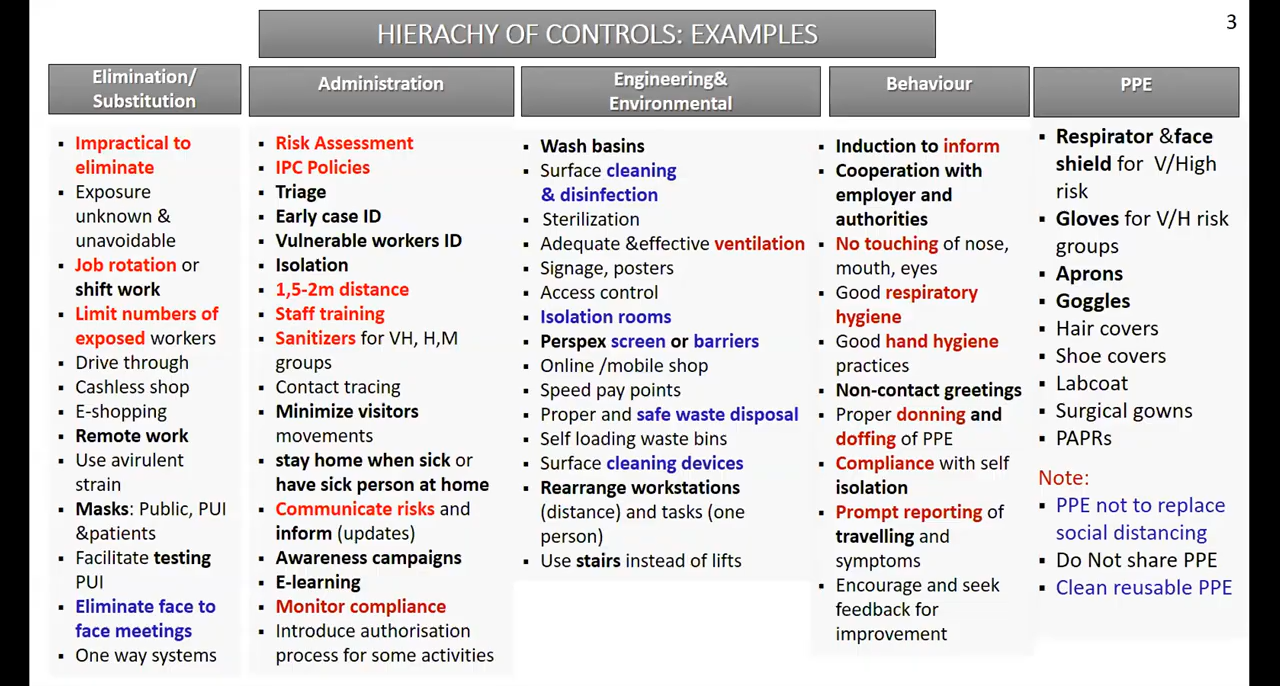 3
HIERACHY OF CONTROLS: EXAMPLES
Elimination/
Substitution
▪ Impractical to
eliminate
▪ Exposure
unknown &
unavoidable
▪ Job rotation or
shift work
▪ Limit numbers of
exposed workers
▪ Drive through
▪ Cashless shop
▪ E-shopping
▪ Remote work
▪ Use avirulent
strain
▪ Masks: Public, PUI
&patients
▪ Facilitate testing
PUI
▪ Eliminate face to
face meetings
▪ One way systems
Administration
▪ Risk Assessment
▪ IPC Policies
▪ Triage
▪ Early case ID
▪ Vulnerable workers ID
▪ Isolation
▪ 1,5-2m distance
▪ Staff training
▪ Sanitizers for VH, H,M
groups
▪ Contact tracing
▪ Minimize visitors
movements
▪ stay home when sick or
have sick person at home
▪ Communicate risks and
inform (updates)
▪ Awareness campaigns
▪ E-learning
▪ Monitor compliance
▪ Introduce authorisation
process for some activities
Engineering&
Environmental
▪ Wash basins
▪ Surface cleaning
& disinfection
▪ Sterilization
▪ Adequate &effective ventilation
▪ Signage, posters
▪ Access control
▪ Isolation rooms
▪ Perspex screen or barriers
▪ Online /mobile shop
▪ Speed pay points
▪ Proper and safe waste disposal
▪ Self loading waste bins
▪ Surface cleaning devices
▪ Rearrange workstations
(distance) and tasks (one
person)
▪ Use stairs instead of lifts
Behaviour
▪ Induction to inform
▪ Cooperation with
employer and
authorities
▪ No touching of nose,
mouth, eyes
▪ Good respiratory
hygiene
▪ Good hand hygiene
practices
▪ Non-contact greetings
▪ Proper donning and
doffing of PPE
▪ Compliance with self
isolation
▪ Prompt reporting of
travelling and
symptoms
▪ Encourage and seek
feedback for
improvement
PPE
▪ Respirator &face
shield for V/High
risk
▪ Gloves for V/H risk
groups
▪ Aprons
▪ Goggles
▪ Hair covers
▪ Shoe covers
▪ Labcoat
▪ Surgical gowns
▪ PAPRs
Note:
▪ PPE not to replace
social distancing
▪ Do Not share PPE
▪ Clean reusable PPE